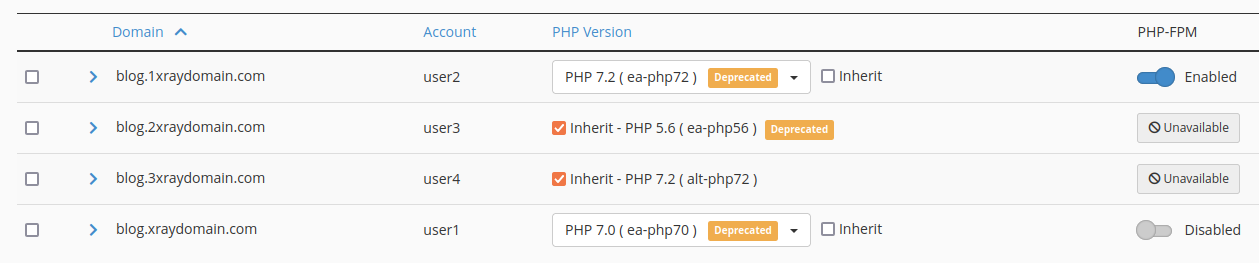 Domain Account PHP Version PHP-FPM
blog.1xraydomain.com user2 PHP 7.2 ( ea-php72 ) Deprecated Inherit Enabled
blog.2xraydomain.com user3 Inherit - PHP 5.6 ( ea-php56 ) Deprecated Unavailable
blog.3xraydomain.com user4 Inherit - PHP 7.2 ( alt-php72 ) Unavailable
blog.xraydomain.com user1 PHP 7.0 ( ea-php70 ) Deprecated Inherit Disabled